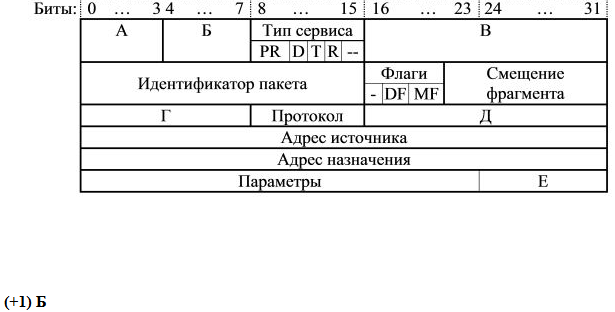 Биты: 0 ... 3 4 ... 7 8 ... 15 16 ... 23 24 ... 31
А Б Тип сервиса В
PR D T R --
Идентификатор пакета Флаги Смещение фрагмента
- DF MF
Г Протокол Д
Адрес источника
Адрес назначения
Параметры Е
(+1) Б